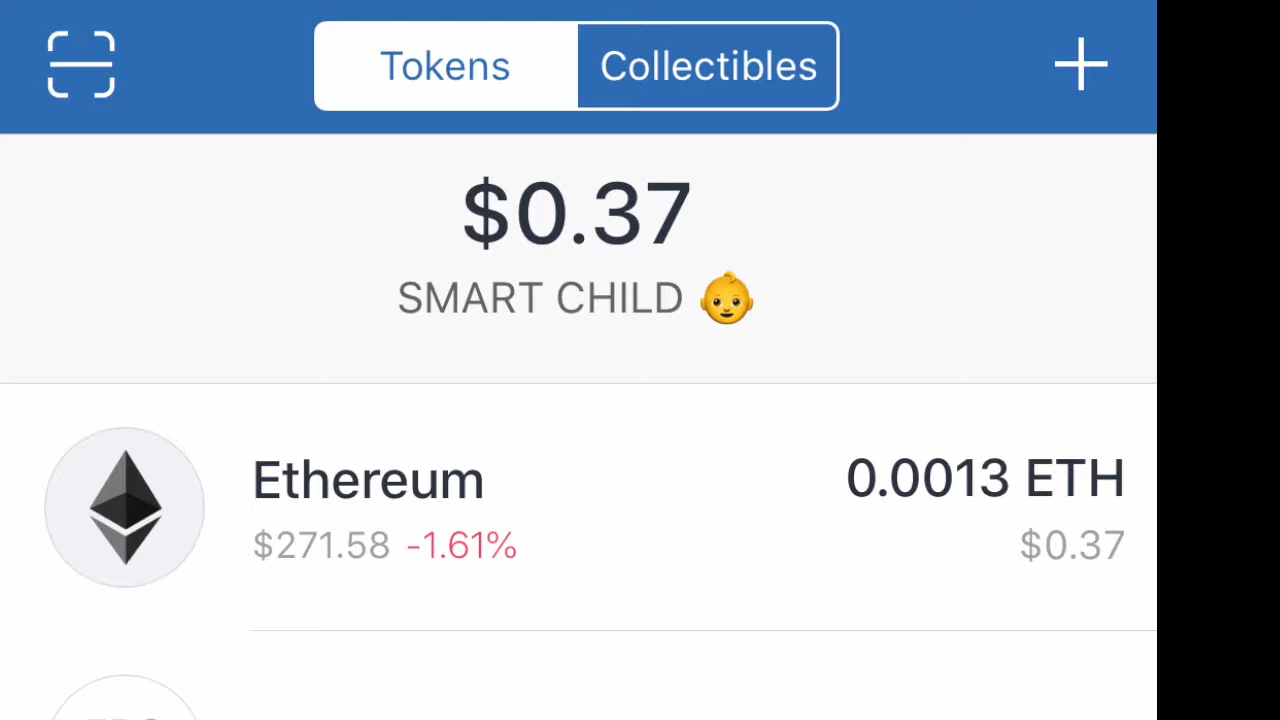 Tokens Collectibles
$0.37
SMART CHILD 👶
Ethereum 0.0013 ETH
$271.58 -1.61% $0.37